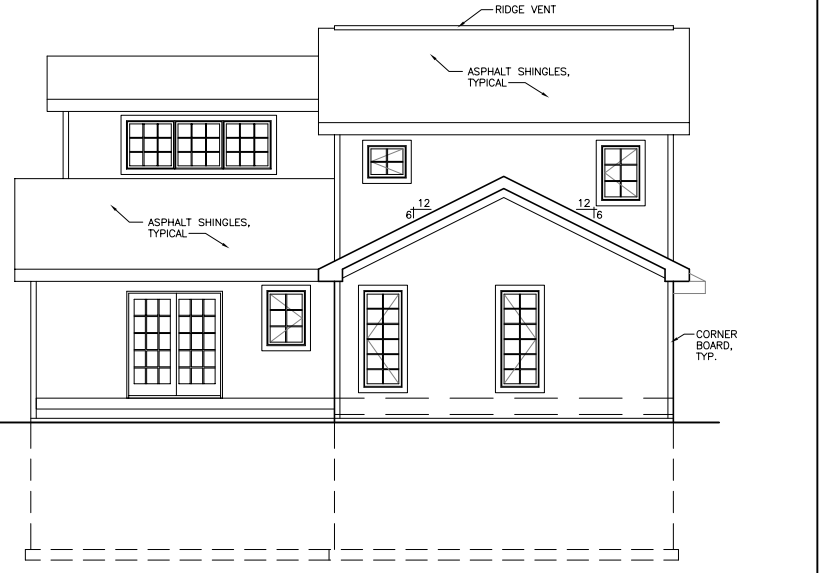 RIDGE VENT
ASPHALT SHINGLES,
TYPICAL
12
6
12
6
ASPHALT SHINGLES,
TYPICAL
CORNER
BOARD,
TYP.